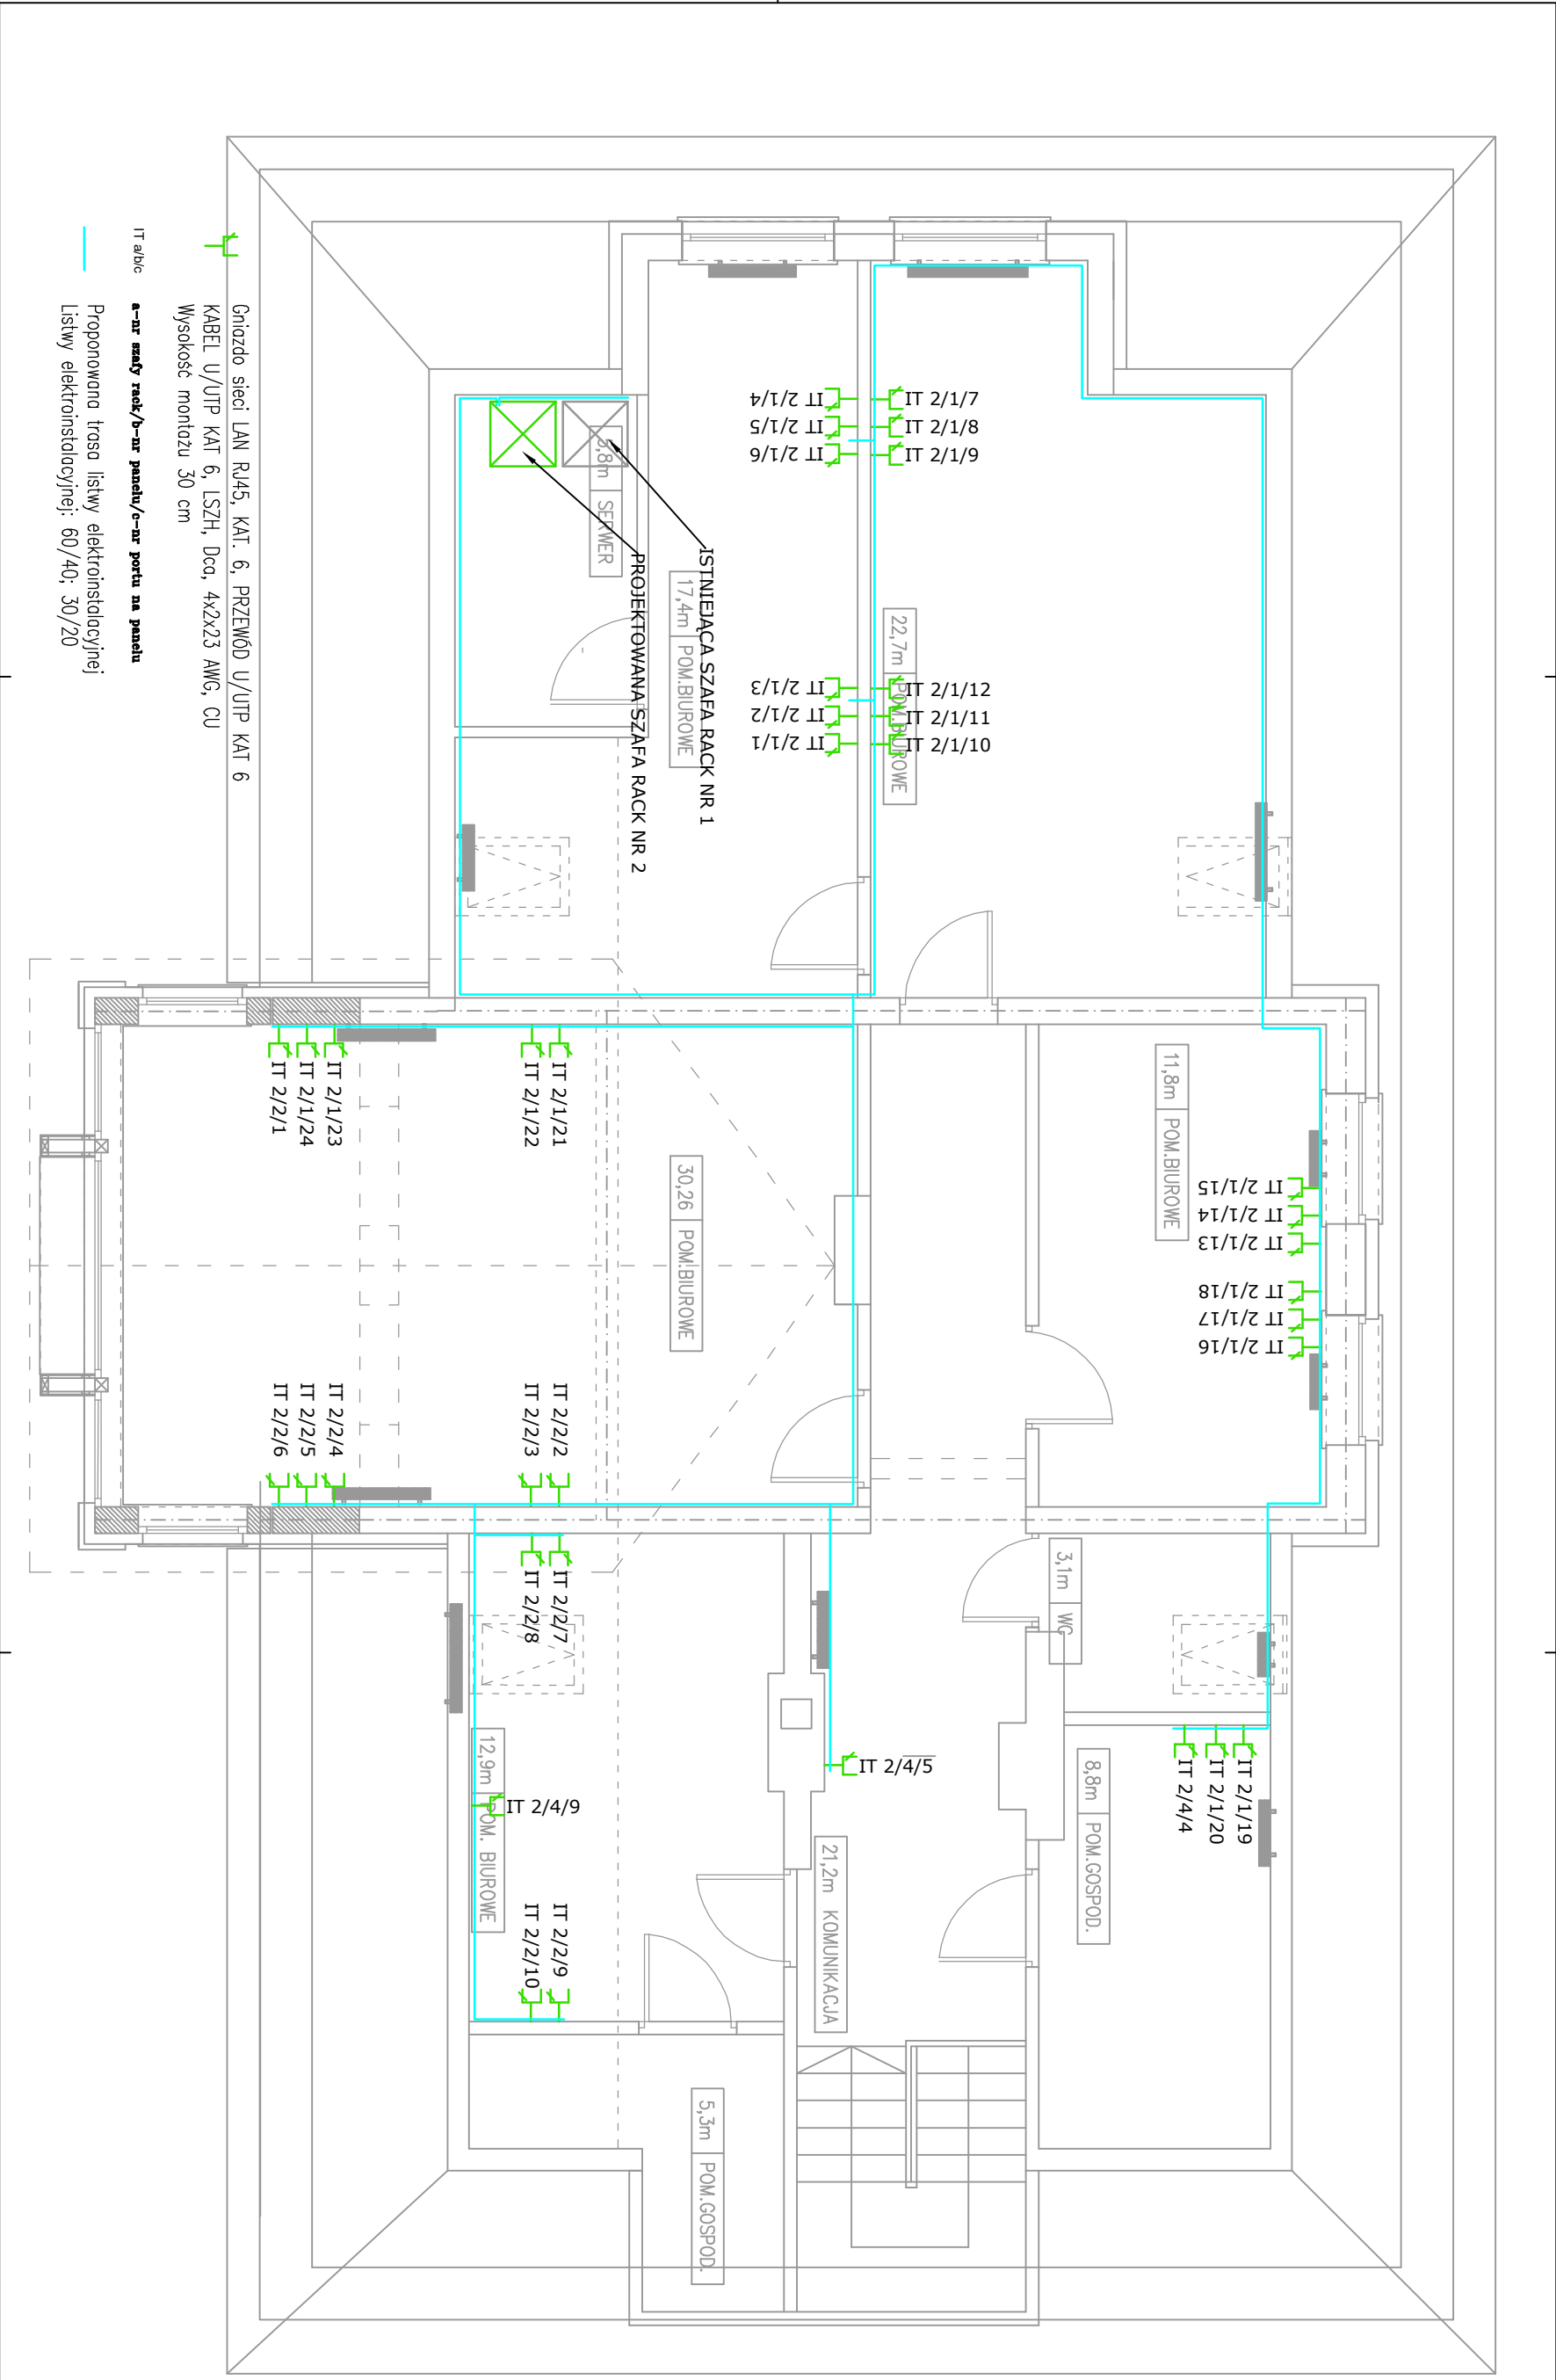 IT 2/1/4
IT 2/1/5
IT 2/1/6
IT 2/1/7
IT 2/1/8
IT 2/1/9
SERWER
ISTNIEJĄCA SZAFA RACK NR 1
PROJEKTOWANA SZAFA RACK NR 2
17,4m POM.BIUROWE
22,7m POM.BIUROWE
IT 2/1/3
IT 2/1/2
IT 2/1/1
IT 2/1/12
IT 2/1/11
IT 2/1/10
Gniazdo sieci LAN RJ45, KAT. 6, PRZEWÓD U/UTP KAT 6
KABEL U/UTP KAT 6, LSZH, Dca, 4x2x23 AWG, CU
Wysokość montażu 30 cm
IT a/b/c
a-nr szafy rack/b-nr panelu/c-nr portu na panelu
Proponowana trasa listwy elektroinstalacyjnej
Listwy elektroinstalacyjnej: 60/40; 30/20
IT 2/1/21
IT 2/1/22
IT 2/1/23
IT 2/1/24
IT 2/2/1
11,8m POM.BIUROWE
IT 2/1/15
IT 2/1/14
IT 2/1/13
IT 2/1/18
IT 2/1/17
IT 2/1/16
30,26 POM.BIUROWE
IT 2/2/2
IT 2/2/3
IT 2/2/4
IT 2/2/5
IT 2/2/6
IT 2/2/7
IT 2/2/8
3,1m WC
IT 2/1/19
IT 2/1/20
IT 2/4/4
8,8m POM.GOSPOD.
IT 2/4/5
12,9m POM. BIUROWE
IT 2/4/9
21,2m KOMUNIKACJA
IT 2/2/9
IT 2/2/10
5,3m POM.GOSPOD.